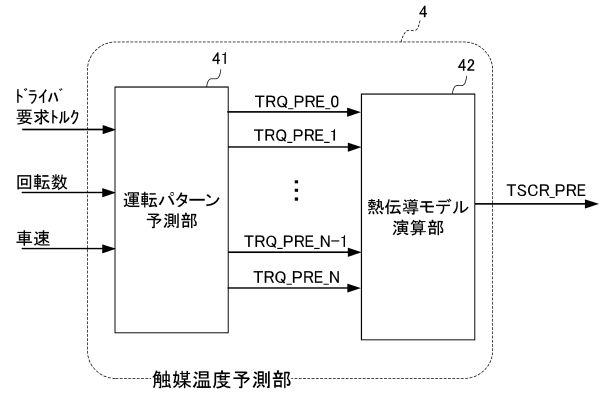 4
41
42
ﾄﾞﾗｲﾊﾞ
要求ﾄﾙｸ
回転数
車速
運転パターン
予測部
TRQ_PRE_0
TRQ_PRE_1
⋮
TRQ_PRE_N-1
TRQ_PRE_N
熱伝導モデル
演算部
TSCR_PRE
触媒温度予測部